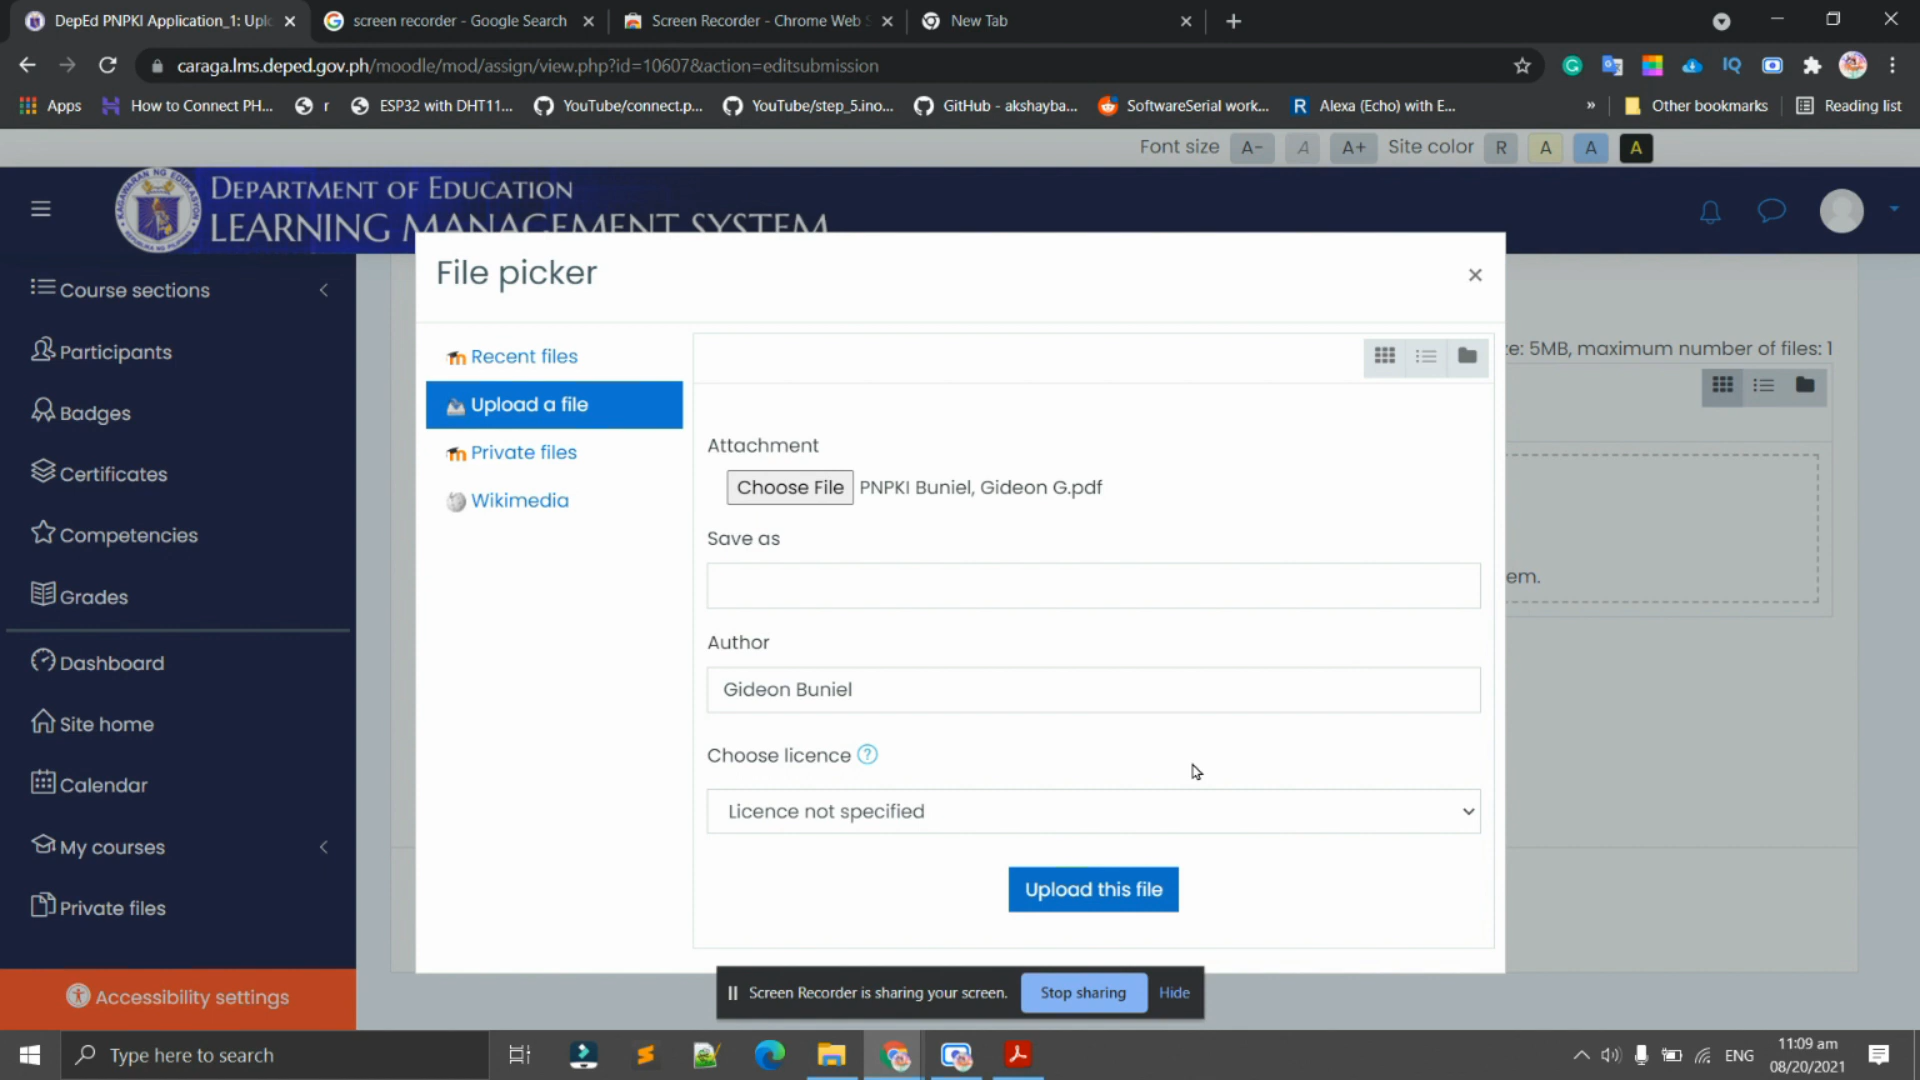 DepEd PNPKI Application_1: Upl
screen recorder - Google Search
Screen Recorder - Chrome Web S
New Tab
caraga.lms.deped.gov.ph/moodle/mod/assign/view.php?id=10607&action=editsubmission
Apps
How to Connect PH...
r
ESP32 with DHT11...
YouTube/connect.p...
YouTube/step_5.ino...
GitHub - akshayba...
SoftwareSerial work...
Alexa (Echo) with E...
Other bookmarks
Reading list
Font size A- A A+ Site color R A A A
DEPARTMENT OF EDUCATION
LEARNING MANAGEMENT SYSTEM
Course sections
Participants
Badges
Certificates
Competencies
Grades
Dashboard
Site home
Calendar
My courses
Private files
Accessibility settings
File picker
Recent files
Upload a file
Private files
Wikimedia
Attachment
Choose File PNPKI Buniel, Gideon G.pdf
Save as
Author
Gideon Buniel
Choose licence ?
Licence not specified
Upload this file
ze: 5MB, maximum number of files: 1
em.
Screen Recorder is sharing your screen. Stop sharing Hide
Type here to search
ENG
11:09 am
08/20/2021